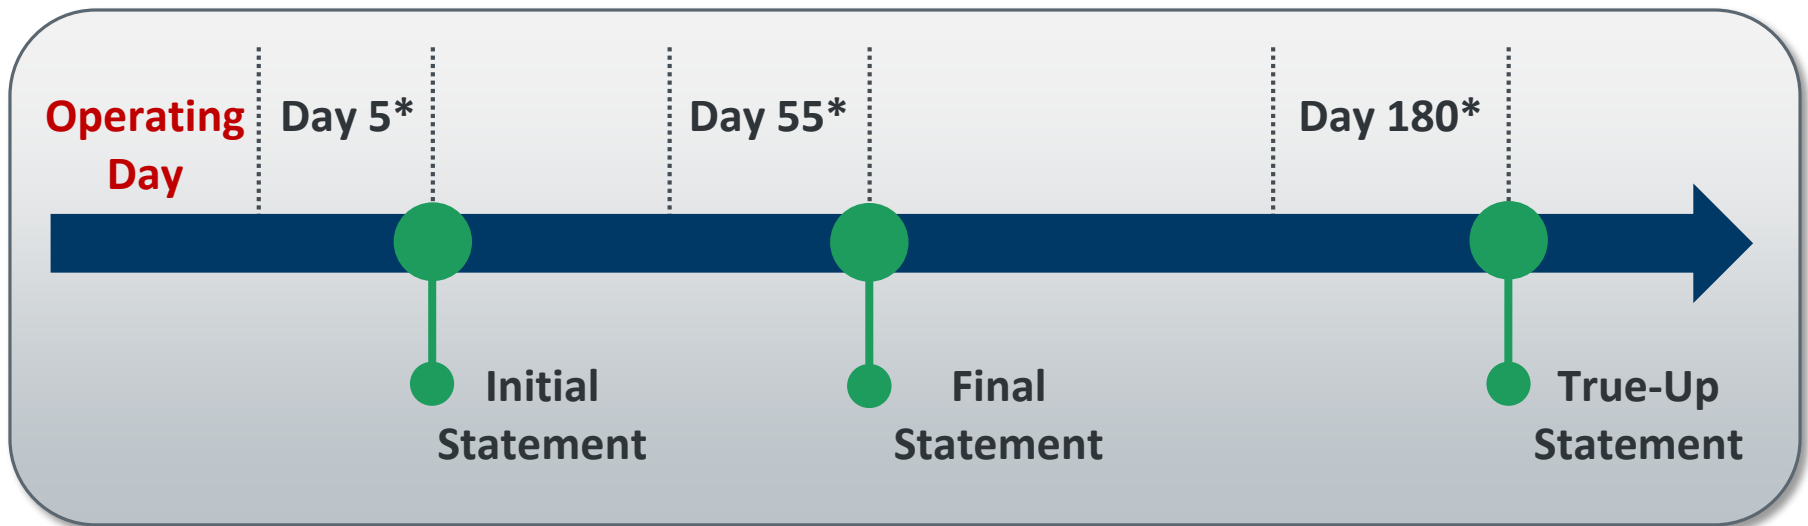 Operating
Day
Day 5*
Day 55*
Day 180*
Initial
Statement
Final
Statement
True-Up
Statement